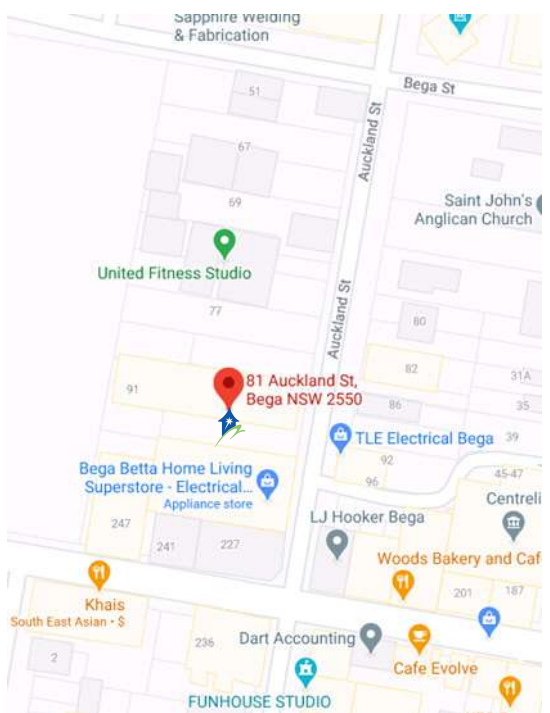 Sapphire Welding
& Fabrication
51
Bega St
Auckland St
67
69
Saint John's
Anglican Church
United Fitness Studio
77
Auckland St
80
82
31A
81 Auckland St,
Bega NSW 2550
91
86
35
TLE Electrical Bega
39
92
45-47
96
Bega Betta Home Living
Superstore - Electrical...
Appliance store
Centreli
LJ Hooker Bega
247
241
227
Woods Bakery and Caf
201
187
Khais
South East Asian • $
236
Dart Accounting
2
Cafe Evolve
FUNHOUSE STUDIO